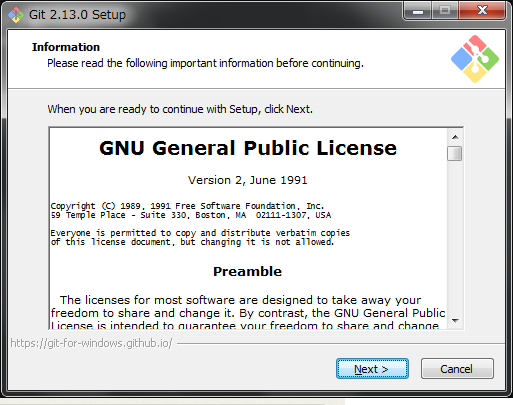 Git 2.13.0 Setup
Information
Please read the following important information before continuing.
When you are ready to continue with Setup, click Next.
GNU General Public License
Version 2, June 1991
Copyright (C) 1989, 1991 Free Software Foundation, Inc.
59 Temple Place - Suite 330, Boston, MA  02111-1307, USA
Everyone is permitted to copy and distribute verbatim copies
of this license document, but changing it is not allowed.
Preamble
The licenses for most software are designed to take away your
freedom to share and change it. By contrast, the GNU General Public
License is intended to guarantee your freedom to share and change
https://git-for-windows.github.io/
Next >
Cancel